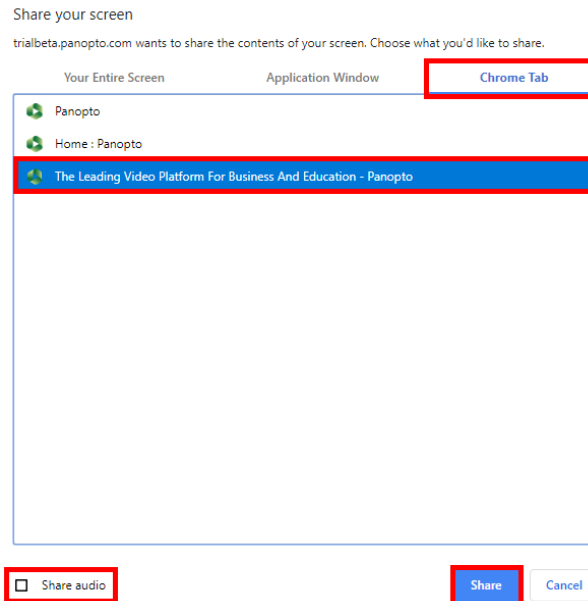 Share your screen
trialbeta.panopto.com wants to share the contents of your screen. Choose what you'd like to share.
Your Entire Screen Application Window Chrome Tab
Panopto
Home : Panopto
The Leading Video Platform For Business And Education - Panopto
Share audio Share Cancel